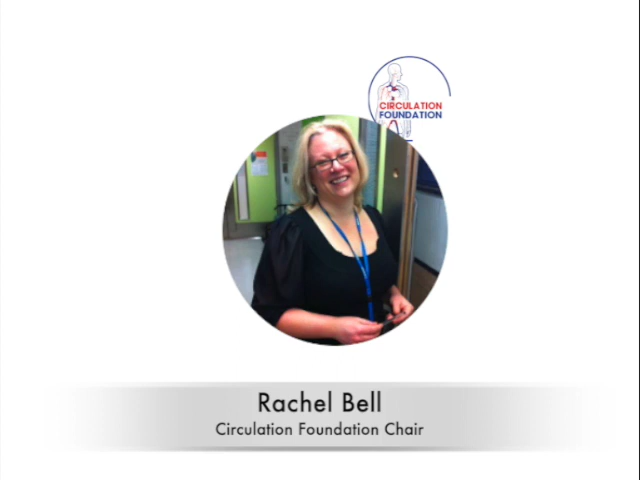 CIRCULATION
FOUNDATION
Rachel Bell
Circulation Foundation Chair